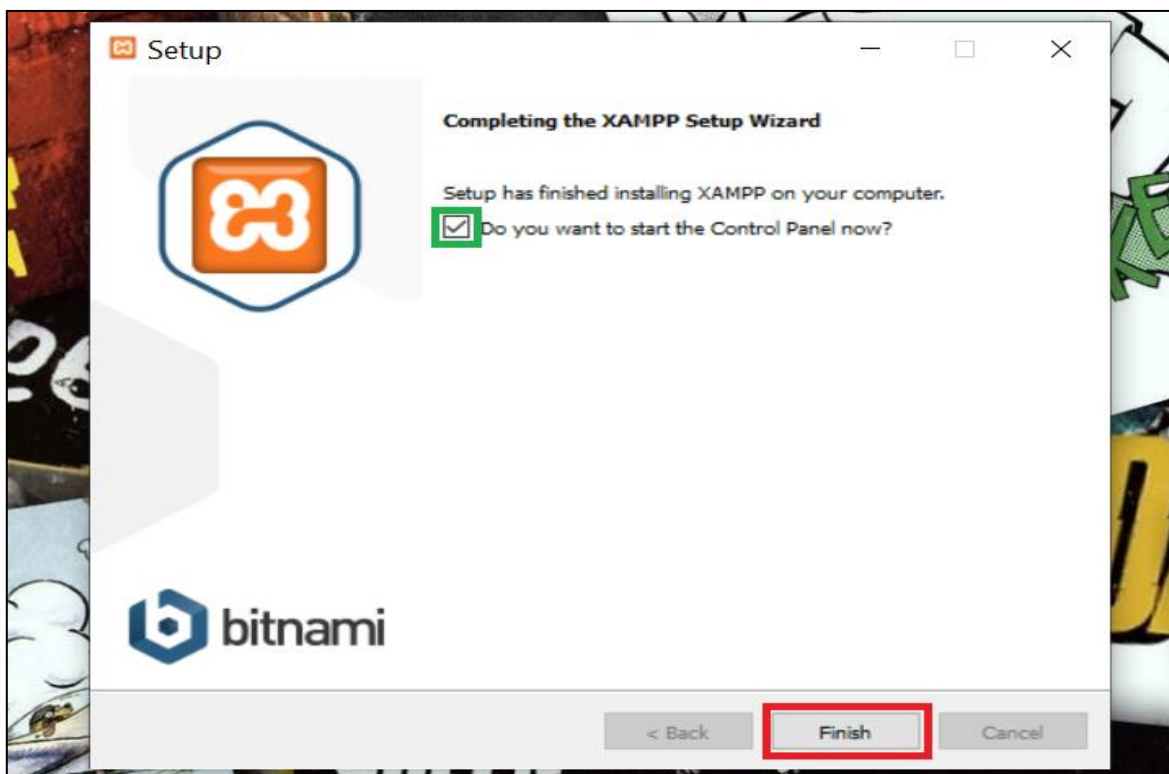 Setup
Completing the XAMPP Setup Wizard
Setup has finished installing XAMPP on your computer.
Do you want to start the Control Panel now?
bitnami
< Back
Finish
Cancel